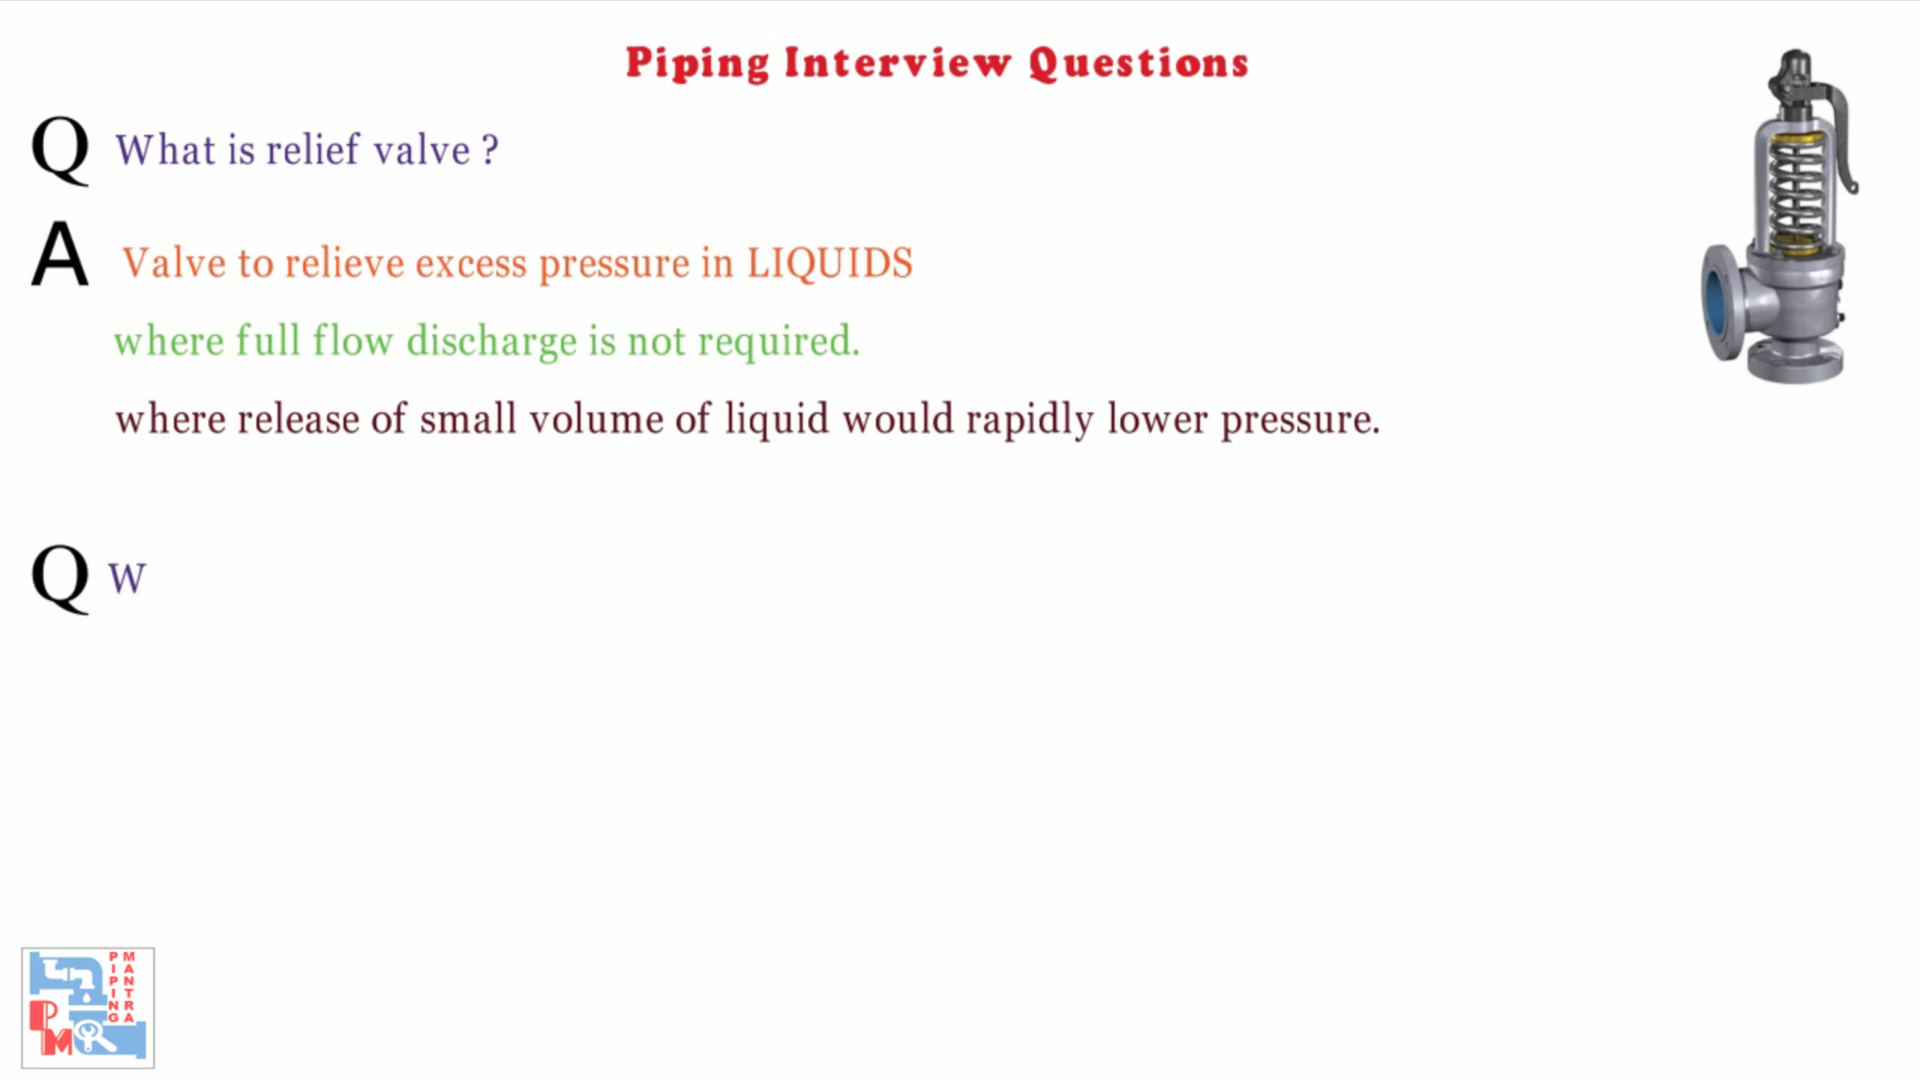 Piping Interview Questions
Q What is relief valve ?
A Valve to relieve excess pressure in LIQUIDS
where full flow discharge is not required.
where release of small volume of liquid would rapidly lower pressure.
Q W
PIPING
MANTRA
PM